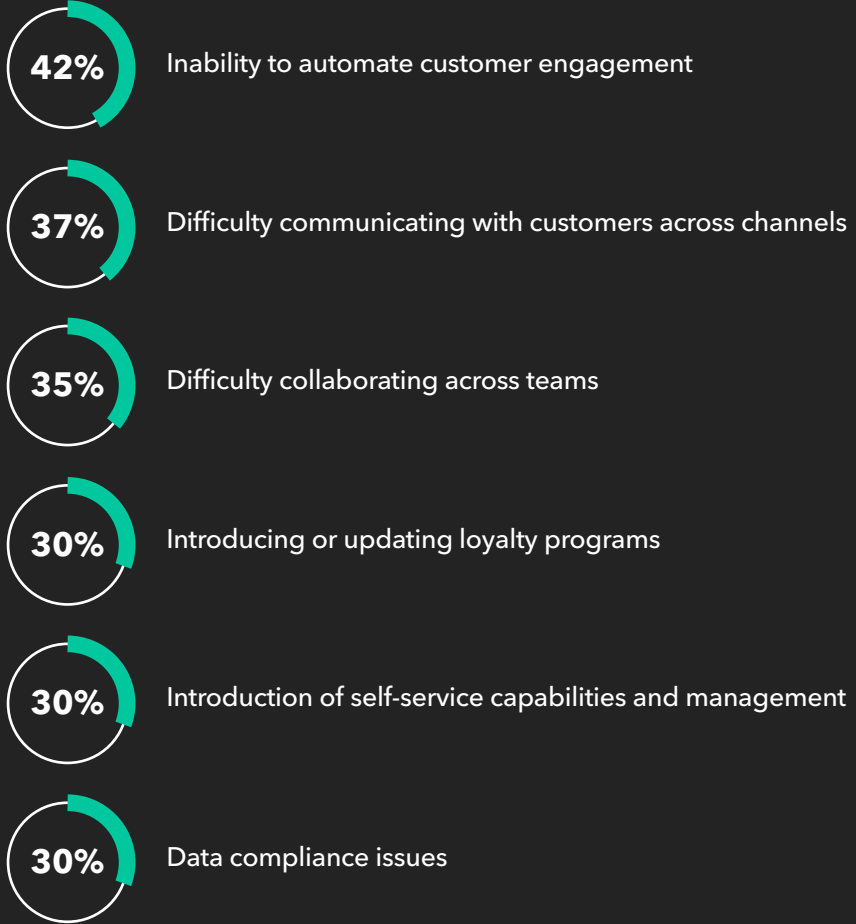 42%
Inability to automate customer engagement
37%
Difficulty communicating with customers across channels
35%
Difficulty collaborating across teams
30%
Introducing or updating loyalty programs
30%
Introduction of self-service capabilities and management
30%
Data compliance issues